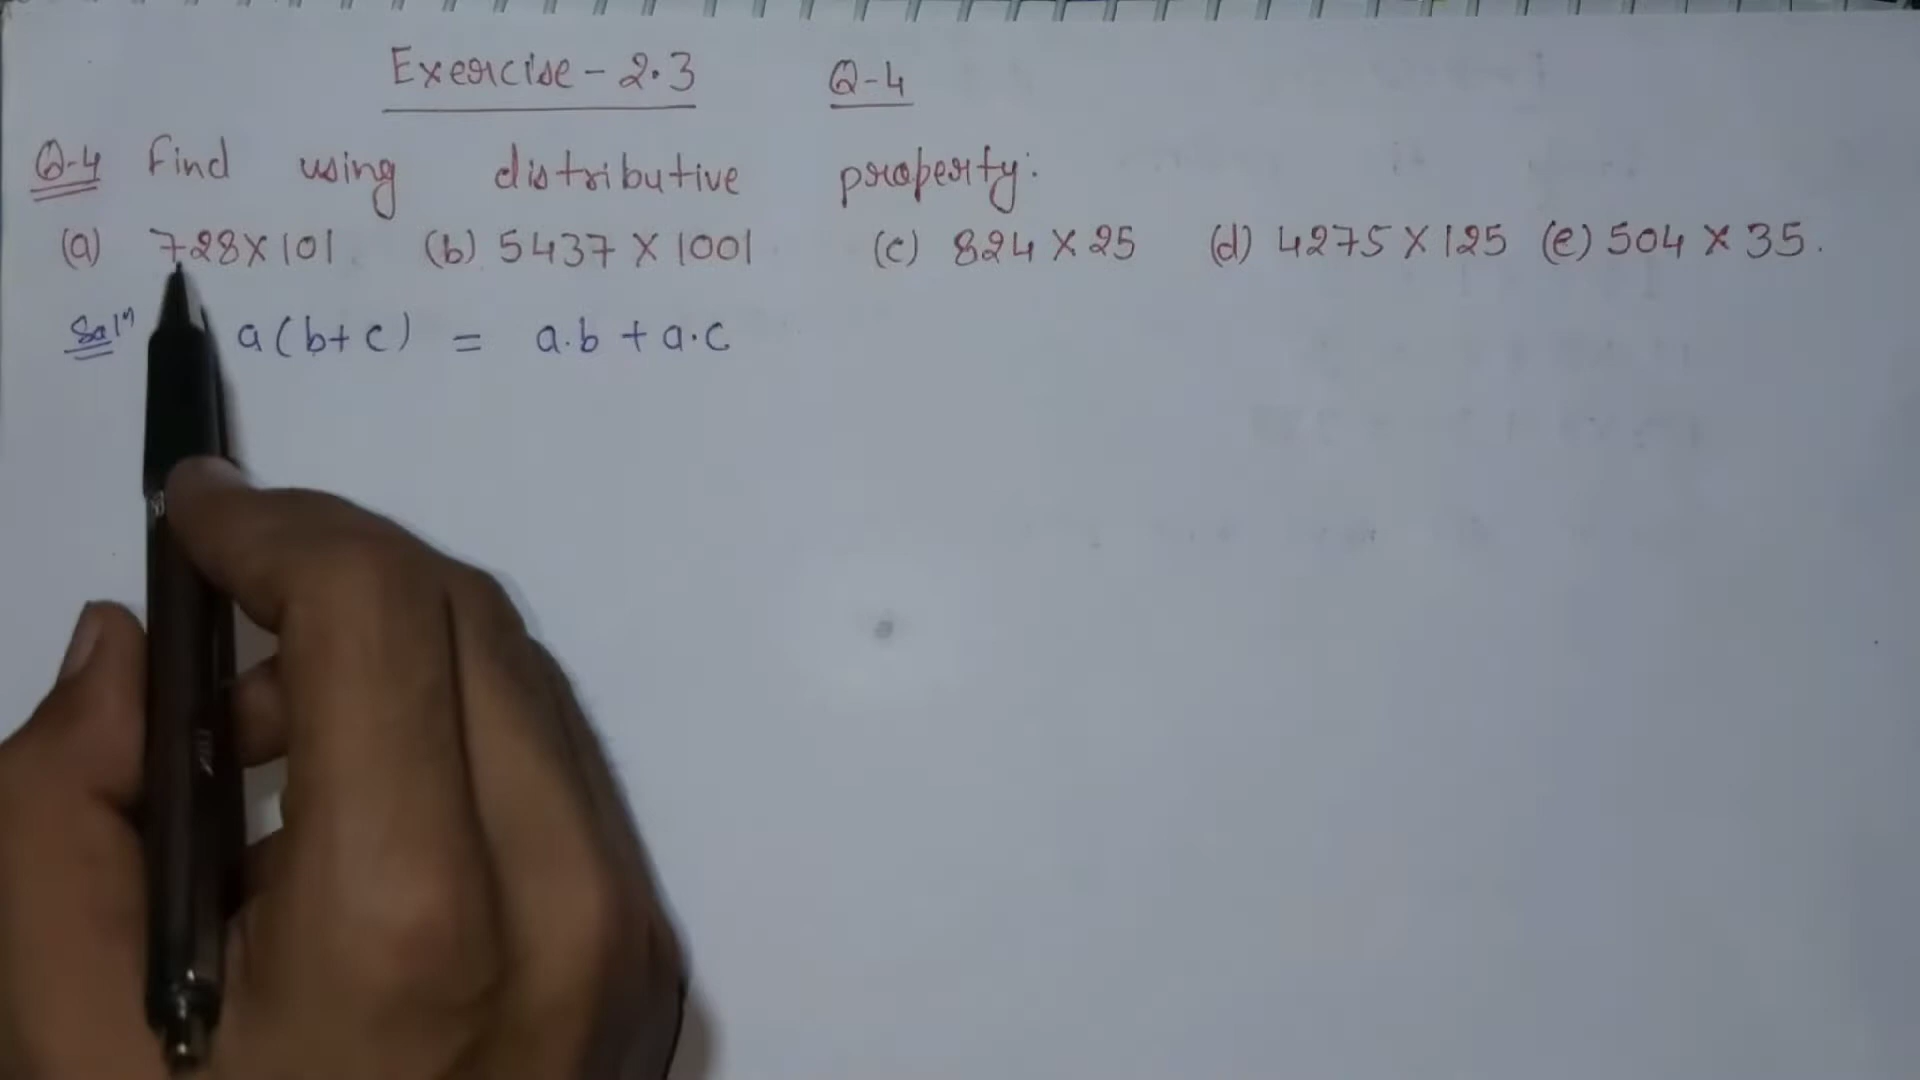 Exercise - 2.3 Q-4
Q-4 Find using distributive property:
(a) 728 X 101 (b) 5437 X 1001 (c) 824 X 25 (d) 4275 X 125 (e) 504 X 35.
Solⁿ a(b+c) = a.b + a.c